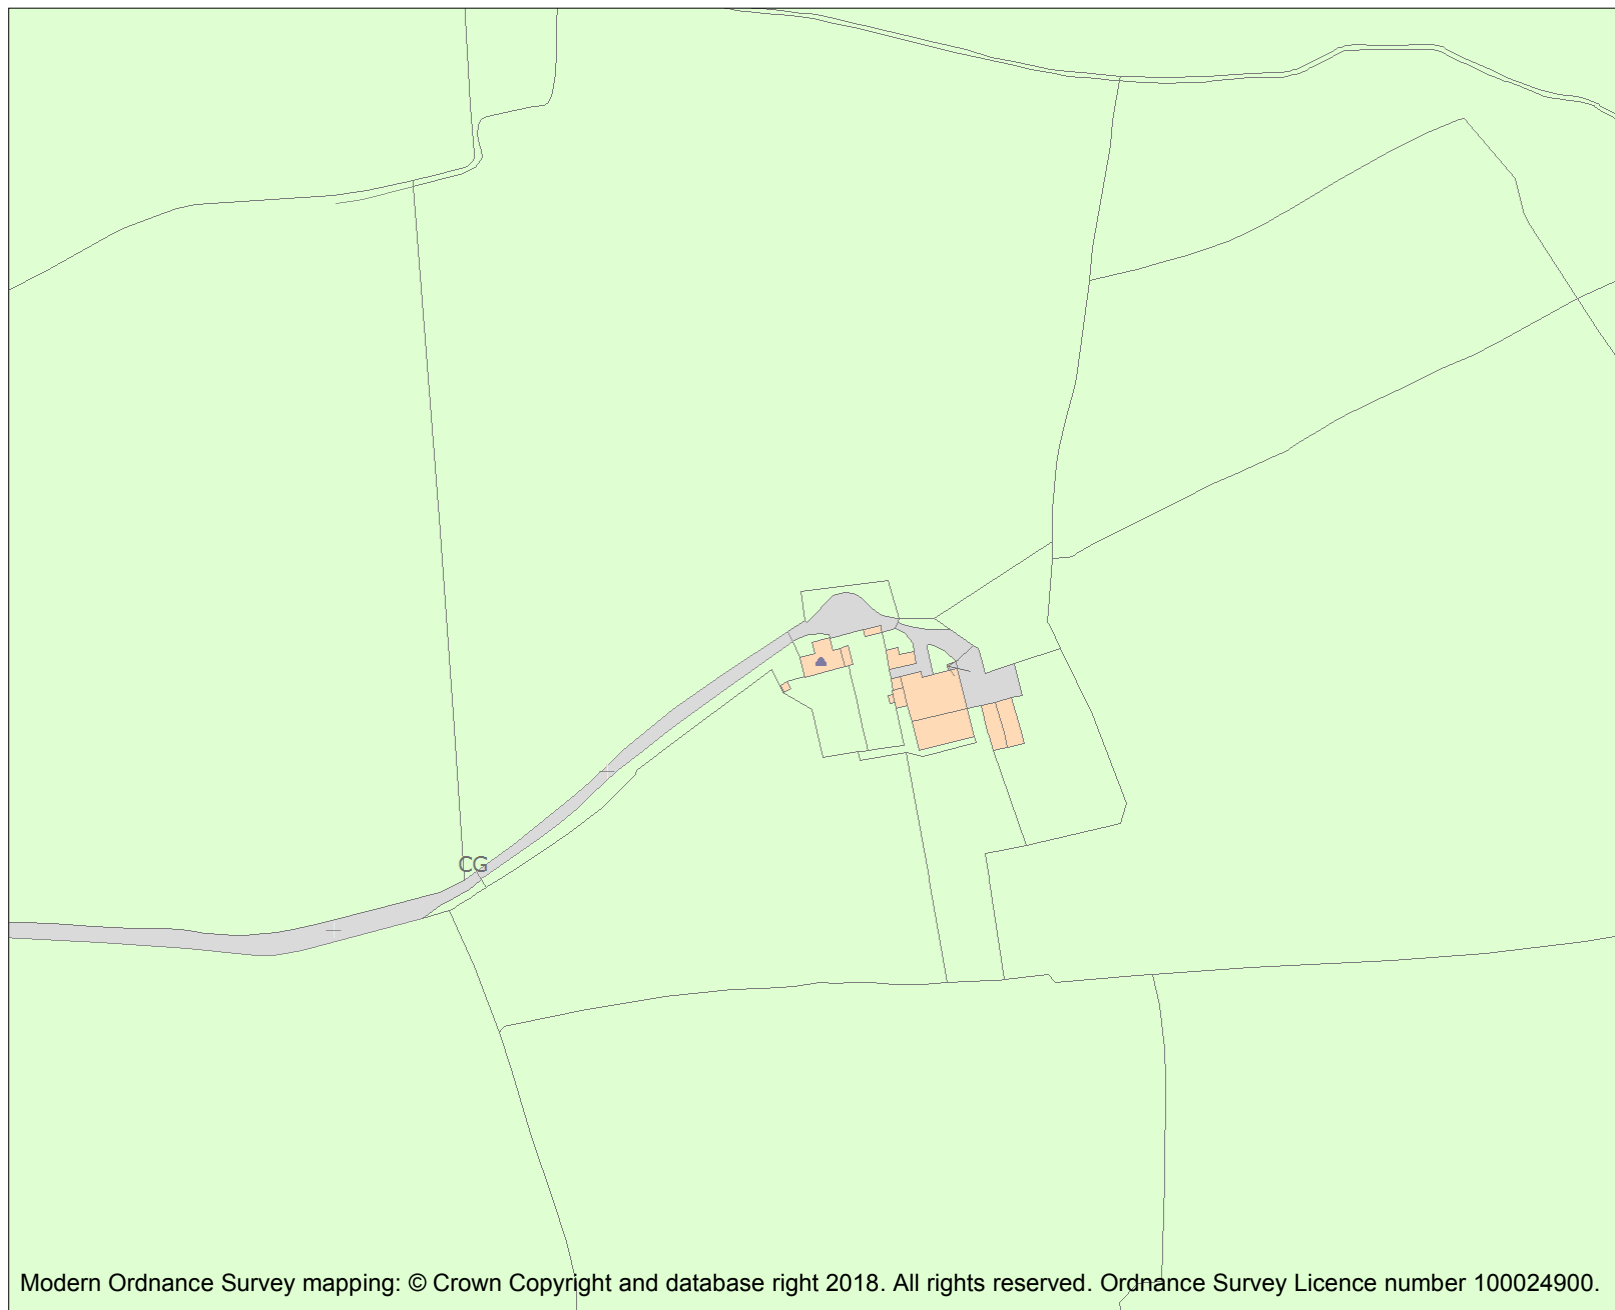 CG
Modern Ordnance Survey mapping: © Crown Copyright and database right 2018. All rights reserved. Ordnance Survey Licence number 100024900.